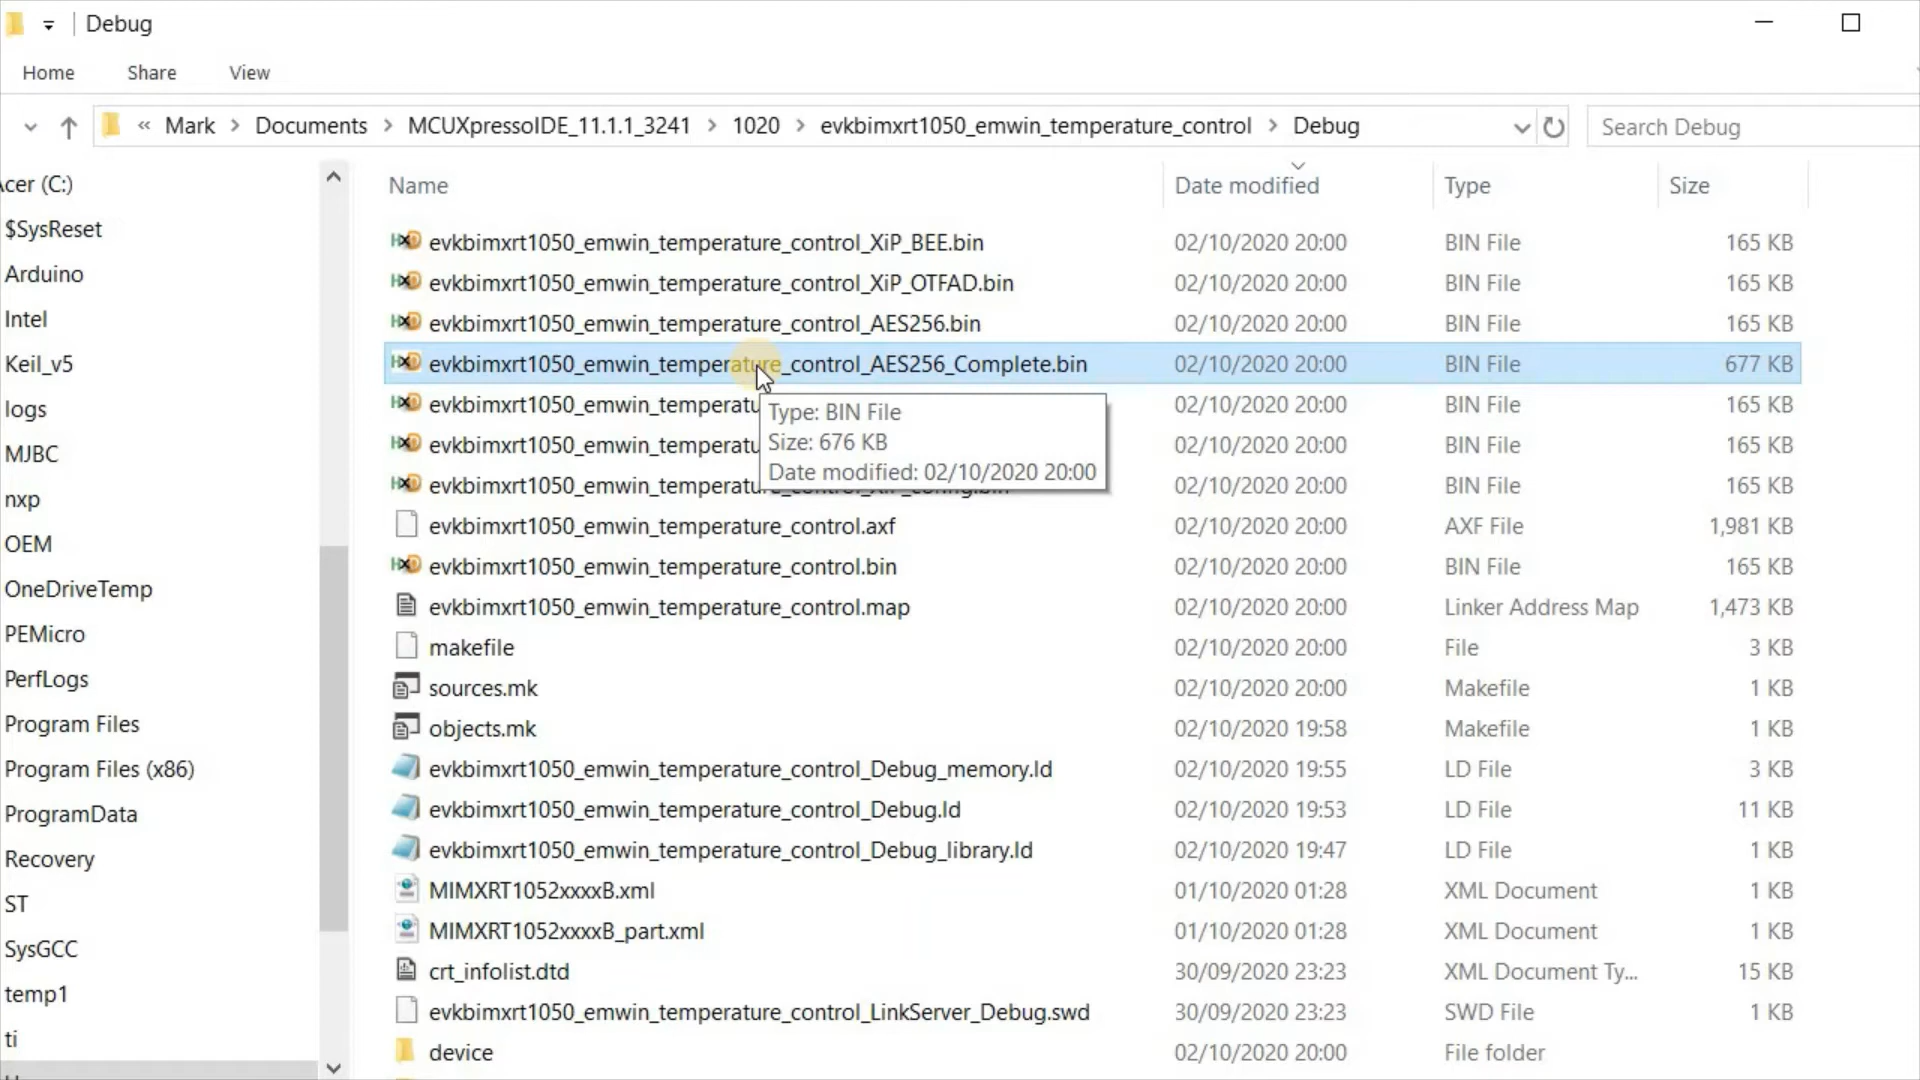 Debug
Home Share View
« Mark > Documents > MCUXpressoIDE_11.1.1_3241 > 1020 > evkbimxrt1050_emwin_temperature_control > Debug Search Debug
Acer (C:)
$SysReset
Arduino
Intel
Keil_v5
logs
MJBC
nxp
OEM
OneDriveTemp
PEMicro
PerfLogs
Program Files
Program Files (x86)
ProgramData
Recovery
ST
SysGCC
temp1
ti
Name Date modified Type Size
evkbimxrt1050_emwin_temperature_control_XiP_BEE.bin 02/10/2020 20:00 BIN File 165 KB
evkbimxrt1050_emwin_temperature_control_XiP_OTFAD.bin 02/10/2020 20:00 BIN File 165 KB
evkbimxrt1050_emwin_temperature_control_AES256.bin 02/10/2020 20:00 BIN File 165 KB
evkbimxrt1050_emwin_temperature_control_AES256_Complete.bin 02/10/2020 20:00 BIN File 677 KB
evkbimxrt1050_emwin_temperatu 02/10/2020 20:00 BIN File 165 KB
evkbimxrt1050_emwin_temperatu 02/10/2020 20:00 BIN File 165 KB
evkbimxrt1050_emwin_temperatu 02/10/2020 20:00 BIN File 165 KB
Type: BIN File
Size: 676 KB
Date modified: 02/10/2020 20:00
evkbimxrt1050_emwin_temperature_control.axf 02/10/2020 20:00 AXF File 1,981 KB
evkbimxrt1050_emwin_temperature_control.bin 02/10/2020 20:00 BIN File 165 KB
evkbimxrt1050_emwin_temperature_control.map 02/10/2020 20:00 Linker Address Map 1,473 KB
makefile 02/10/2020 20:00 File 3 KB
sources.mk 02/10/2020 20:00 Makefile 1 KB
objects.mk 02/10/2020 19:58 Makefile 1 KB
evkbimxrt1050_emwin_temperature_control_Debug_memory.ld 02/10/2020 19:55 LD File 3 KB
evkbimxrt1050_emwin_temperature_control_Debug.ld 02/10/2020 19:53 LD File 11 KB
evkbimxrt1050_emwin_temperature_control_Debug_library.ld 02/10/2020 19:47 LD File 1 KB
MIMXRT1052xxxxB.xml 01/10/2020 01:28 XML Document 1 KB
MIMXRT1052xxxxB_part.xml 01/10/2020 01:28 XML Document 1 KB
crt_infolist.dtd 30/09/2020 23:23 XML Document Ty... 15 KB
evkbimxrt1050_emwin_temperature_control_LinkServer_Debug.swd 30/09/2020 23:23 SWD File 1 KB
device 02/10/2020 20:00 File folder